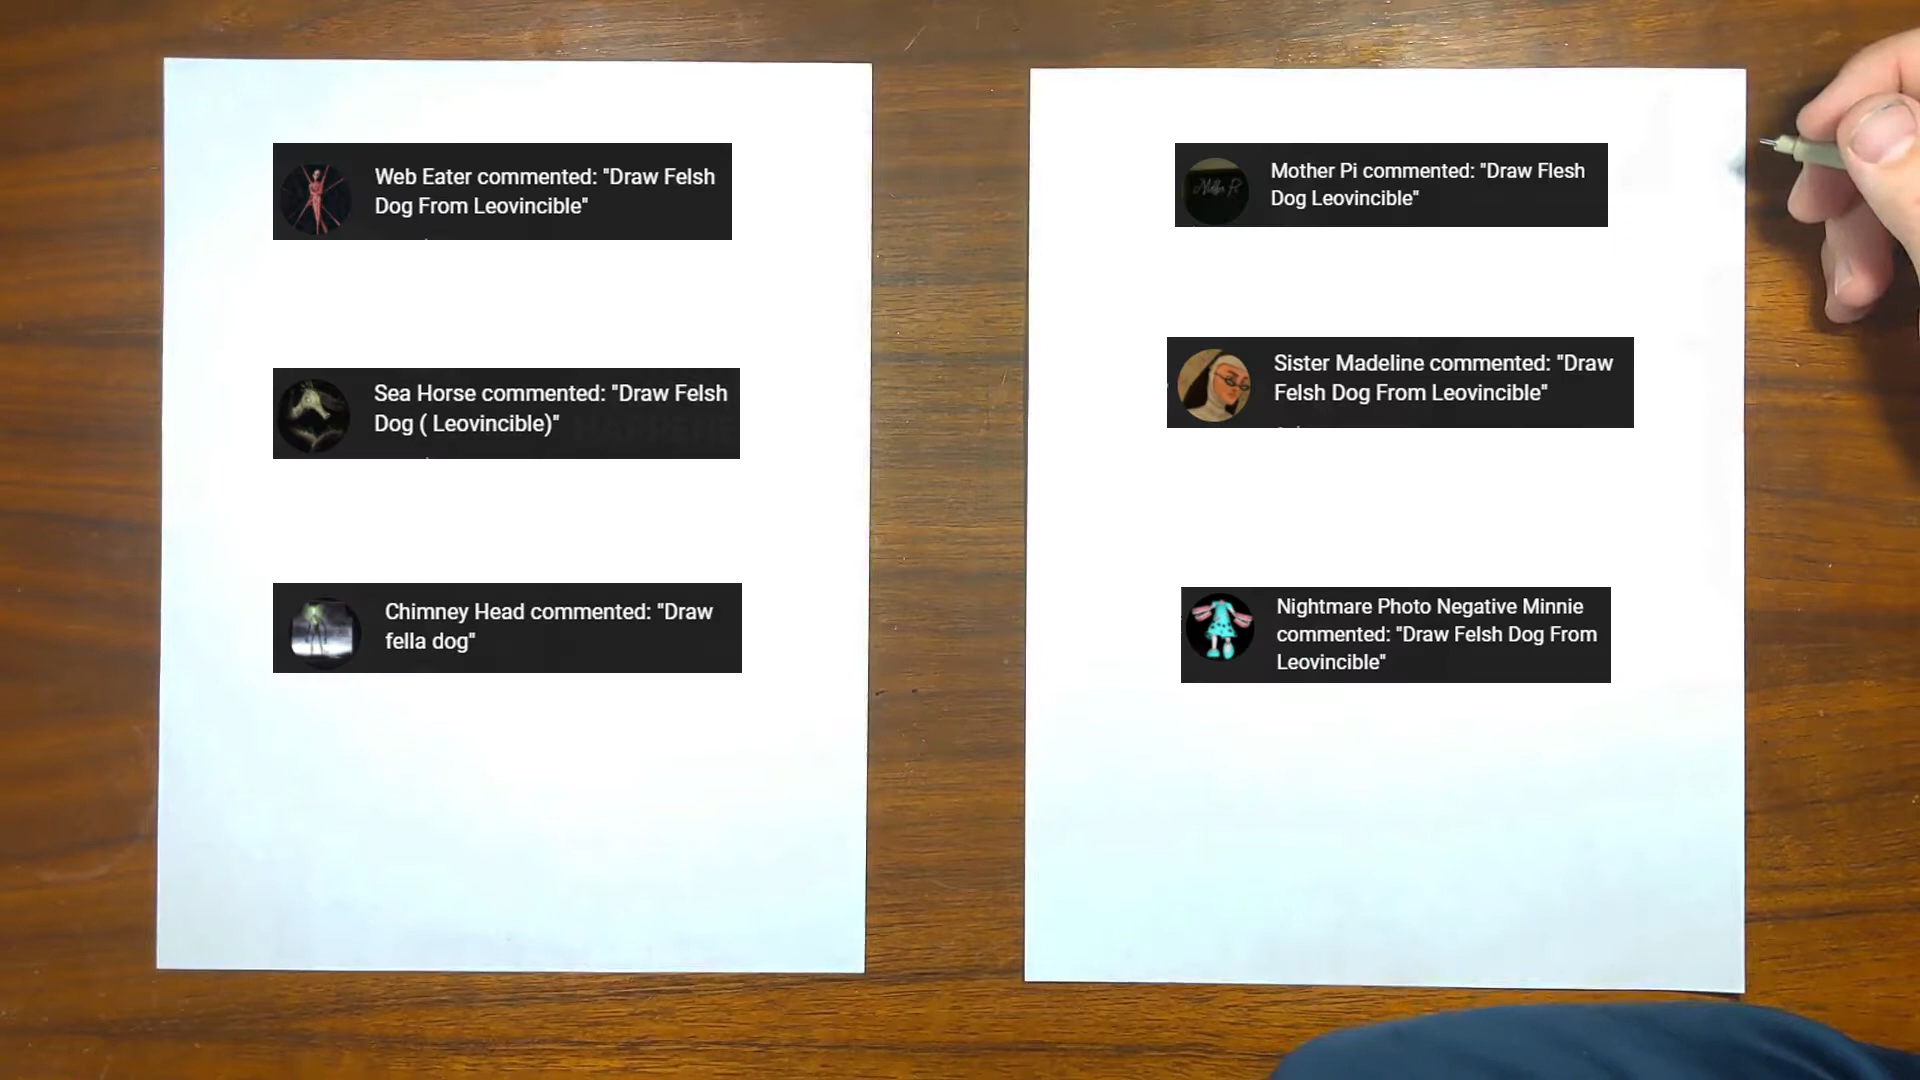 Web Eater commented: "Draw Felsh
Dog From Leovincible"
Sea Horse commented: "Draw Felsh
Dog ( Leovincible)"
Chimney Head commented: "Draw
fella dog"
Mother Pi commented: "Draw Flesh
Dog Leovincible"
Sister Madeline commented: "Draw
Felsh Dog From Leovincible"
Nightmare Photo Negative Minnie
commented: "Draw Felsh Dog From
Leovincible"